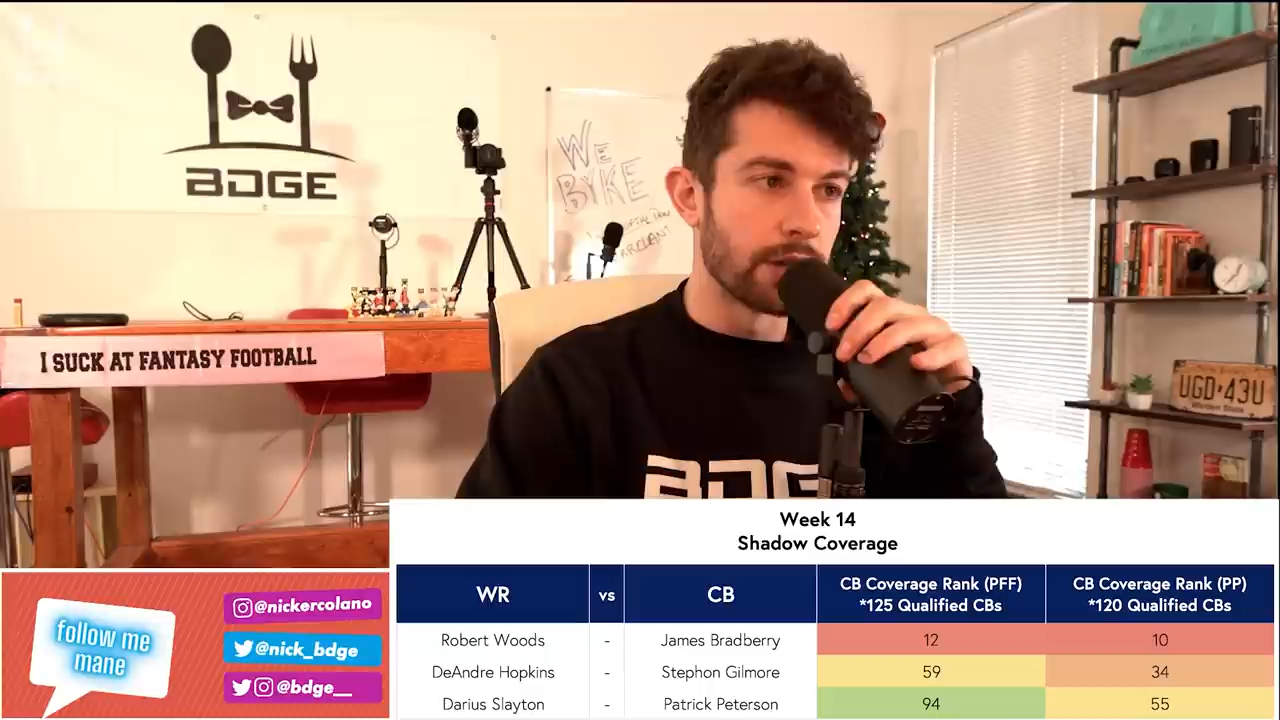 BDGE
WE
BYKE
I SUCK AT FANTASY FOOTBALL
UGD•43U
BDGE
Week 14
Shadow Coverage
WR vs CB CB Coverage Rank (PFF) *125 Qualified CBs CB Coverage Rank (PP) *120 Qualified CBs
Robert Woods - James Bradberry 12 10
DeAndre Hopkins - Stephon Gilmore 59 34
Darius Slayton - Patrick Peterson 94 55
follow me
mane
@nickercolano
@nick_bdge
@bdge__